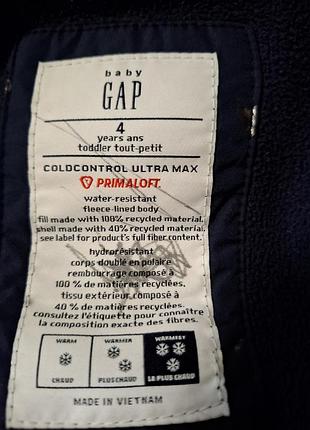 baby
GAP
4
years ans
toddler tout-petit
COLDCONTROL ULTRA MAX
PRIMALOFT
water-resistant
fleece-lined body
fill made with 100% recycled material.
shell made with 40% recycled material.
see label for product's full fiber content.
hydrorésistant
corps doublé en polaire
rembourrage composé à
100 % de matières recyclées.
tissu extérieur composé à
40 % de matières recyclées.
consultez l'étiquette pour connaître
la composition exacte des fibres.
WARM WARMER WARMEST
CHAUD PLUS CHAUD LE PLUS CHAUD
MADE IN VIETNAM